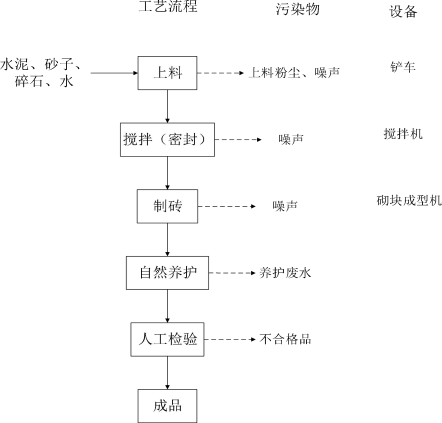 工艺流程 污染物 设备
水泥、砂子、
碎石、水
上料 上料粉尘、噪声 铲车
搅拌（密封） 噪声 搅拌机
制砖 噪声 砌块成型机
自然养护 养护废水
人工检验 不合格品
成品